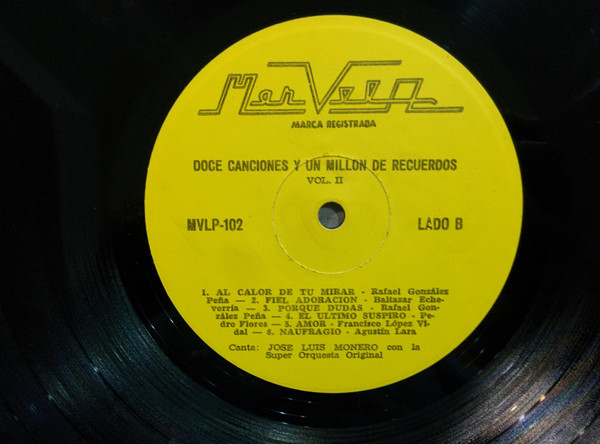 Mar Vela
MARCA REGISTRADA
DOCE CANCIONES Y UN MILLON DE RECUERDOS
VOL. II
MVLP-102 LADO B
1. AL CALOR DE TU MIRAR - Rafael González
Peña — 2. FIEL ADORACION - Baltazar Eche-
verría — 3. PORQUE DUDAS - Rafael Gon-
zález Peña — 4. EL ULTIMO SUSPIRO - Pe-
dro Flores — 5. AMOR - Francisco López Vi-
dal — 6. NAUFRAGIO - Agustín Lara
Canta: JOSE LUIS MONERO con la
Super Orquesta Original